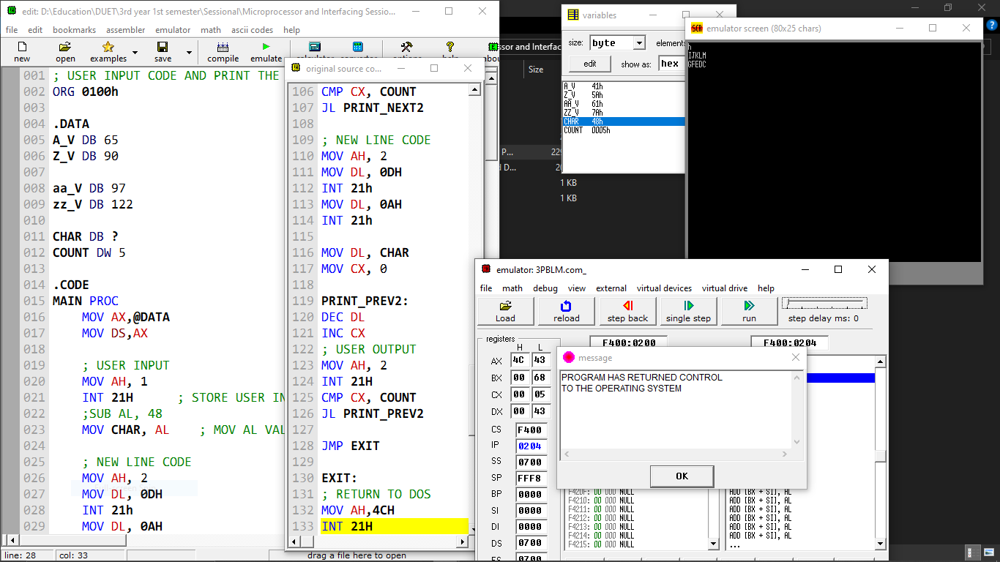 edit: D:\Education\DUET\3rd year 1st semester\Sessional\Microprocessor and Interfacing Sessio...
file edit bookmarks assembler emulator math ascii codes help
new open examples save compile emulate calculator converter options help
001 ; USER INPUT CODE AND PRINT THE
002 ORG 0100h
003
004 .DATA
005 A_V DB 65
006 Z_V DB 90
007
008 aa_V DB 97
009 zz_V DB 122
010
011 CHAR DB ?
012 COUNT DW 5
013
014 .CODE
015 MAIN PROC
016 MOV AX,@DATA
017 MOV DS,AX
018
019 ; USER INPUT
020 MOV AH, 1
021 INT 21H ; STORE USER IN
022 ;SUB AL, 48
023 MOV CHAR, AL ; MOV AL VAL
024
025 ; NEW LINE CODE
026 MOV AH, 2
027 MOV DL, 0DH
028 INT 21h
029 MOV DL, 0AH
line: 28 col: 33 drag a file here to open
original source co...
106 CMP CX, COUNT
107 JL PRINT_NEXT2
108
109 ; NEW LINE CODE
110 MOV AH, 2
111 MOV DL, 0DH
112 INT 21h
113 MOV DL, 0AH
114 INT 21h
115
116 MOV DL, CHAR
117 MOV CX, 0
118
119 PRINT_PREV2:
120 DEC DL
121 INC CX
122 ; USER OUTPUT
123 MOV AH, 2
124 INT 21H
125 CMP CX, COUNT
126 JL PRINT_PREV2
127
128 JMP EXIT
129
130 EXIT:
131 ; RETURN TO DOS
132 MOV AH,4CH
133 INT 21H
ssor and Interfac
Size
P... 229
d D... 20
1 KB
1 KB
variables
size: byte elements
edit show as: hex
A_V 41h
Z_V 5Ah
AA_V 61h
ZZ_V 7Ah
CHAR 48h
COUNT 0005h
SCR emulator screen (80x25 chars)
h
IJKLM
GFEDC
emulator: 3PBLM.com_
file math debug view external virtual devices virtual drive help
Load reload step back single step run step delay ms: 0
registers F400:0200 F400:0204
H L
AX 4C 43
BX 00 68
CX 00 05
DX 00 43
CS F400
IP 0204
SS 0700
SP FFF8
BP 0000
SI 0000
DI 0000
DS 0700
ES 0700
message
PROGRAM HAS RETURNED CONTROL
TO THE OPERATING SYSTEM
OK
F420F: 00 000 NULL ADD [BX + SI], AL
F4210: 00 000 NULL ADD [BX + SI], AL
F4211: 00 000 NULL ADD [BX + SI], AL
F4212: 00 000 NULL ADD [BX + SI], AL
F4213: 00 000 NULL ADD [BX + SI], AL
F4214: 00 000 NULL ADD [BX + SI], AL
F4215: 00 000 NULL ...